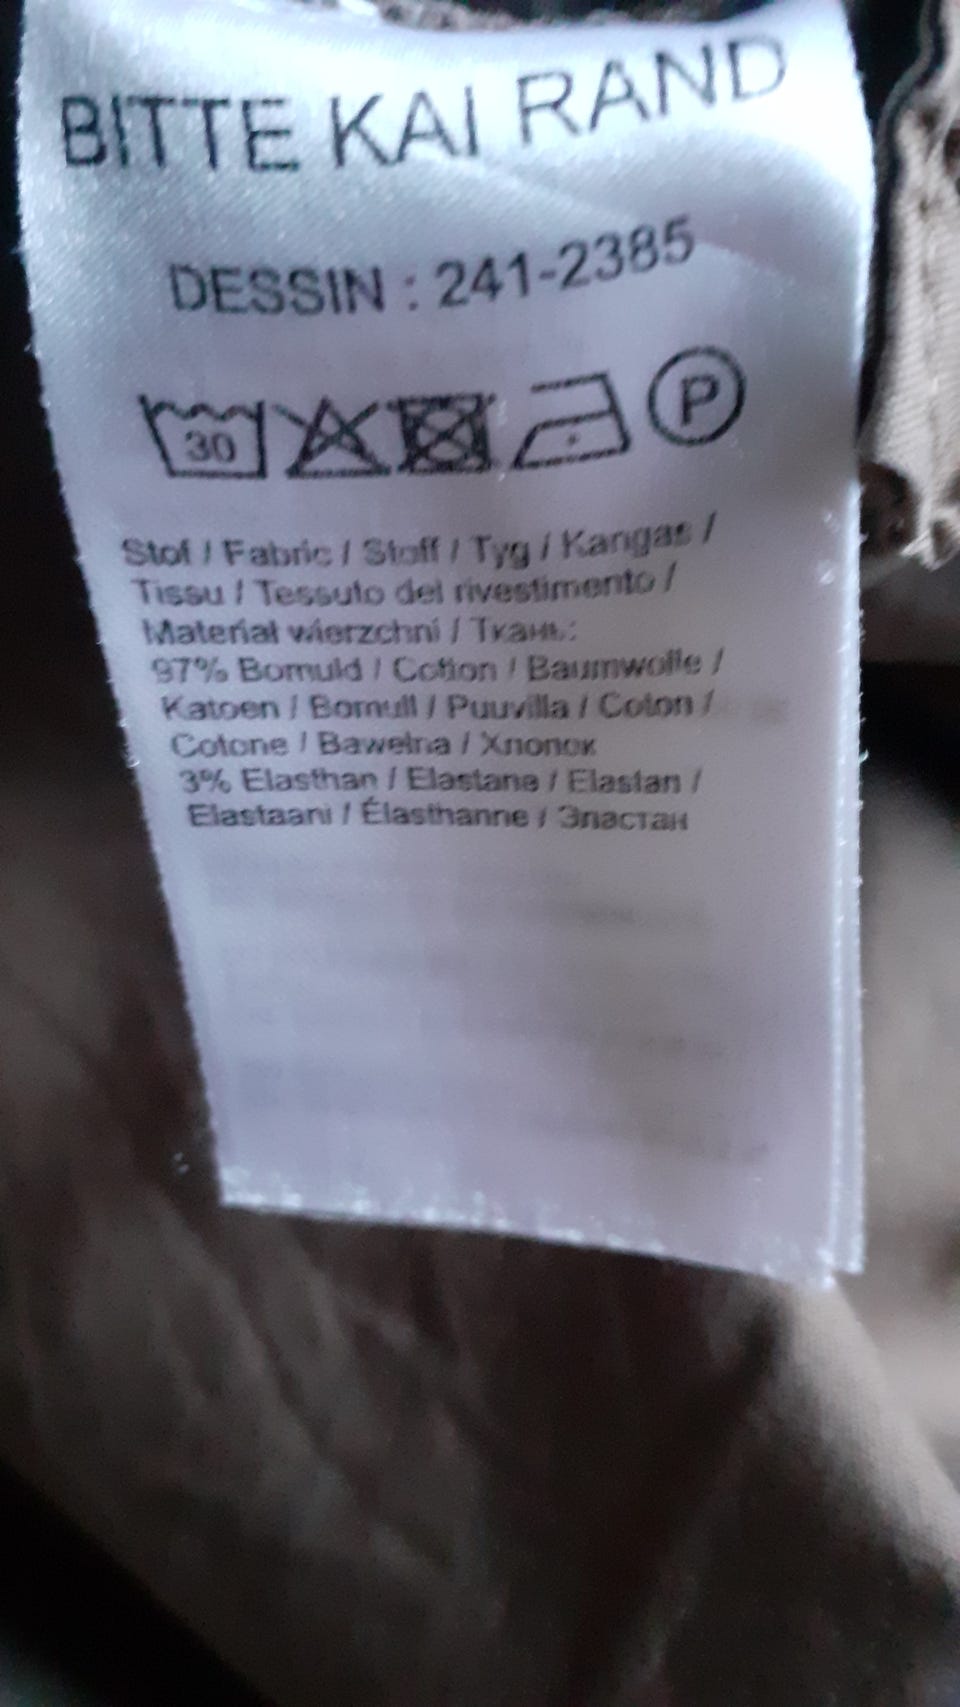 BITTE KAI RAND
DESSIN : 241-2385
30 P
Stof / Fabric / Stoff / Tyg / Kangas /
Tissu / Tessuto del rivestimento /
Materiał wierzchni / Ткань:
97% Bomuld / Cotton / Baumwolle /
Katoen / Bomull / Puuvilla / Coton /
Cotone / Bawełna / Хлопок
3% Elasthan / Elastane / Elastan /
Elastaani / Élasthanne / Эластан